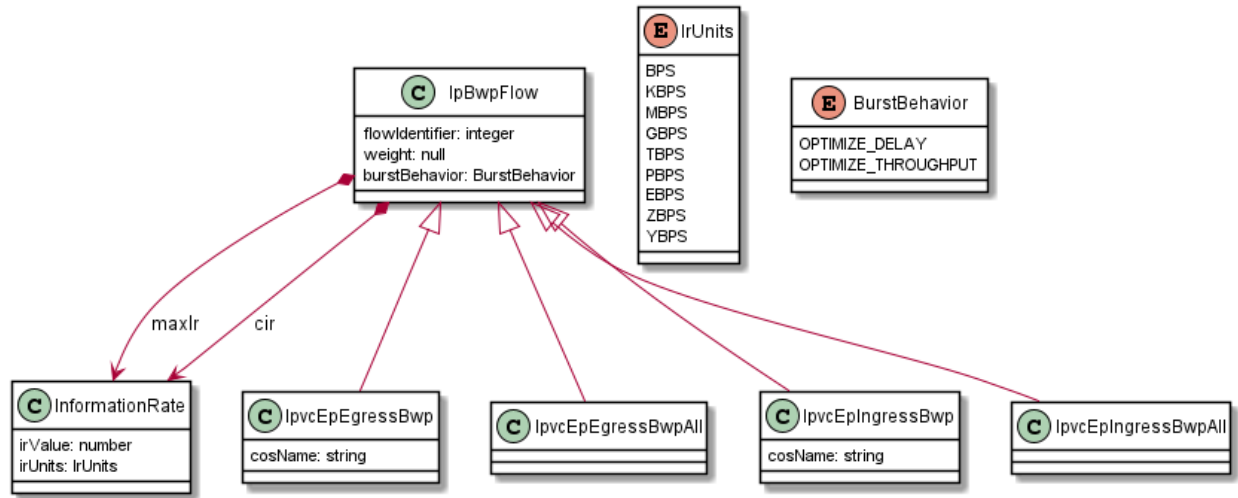 C IpBwpFlow
flowIdentifier: integer
weight: null
burstBehavior: BurstBehavior
E IrUnits
BPS
KBPS
MBPS
GBPS
TBPS
PBPS
EBPS
ZBPS
YBPS
E BurstBehavior
OPTIMIZE_DELAY
OPTIMIZE_THROUGHPUT
maxIr
cir
C InformationRate
irValue: number
irUnits: IrUnits
C IpvcEpEgressBwp
cosName: string
C IpvcEpEgressBwpAll
C IpvcEpIngressBwp
cosName: string
C IpvcEpIngressBwpAll